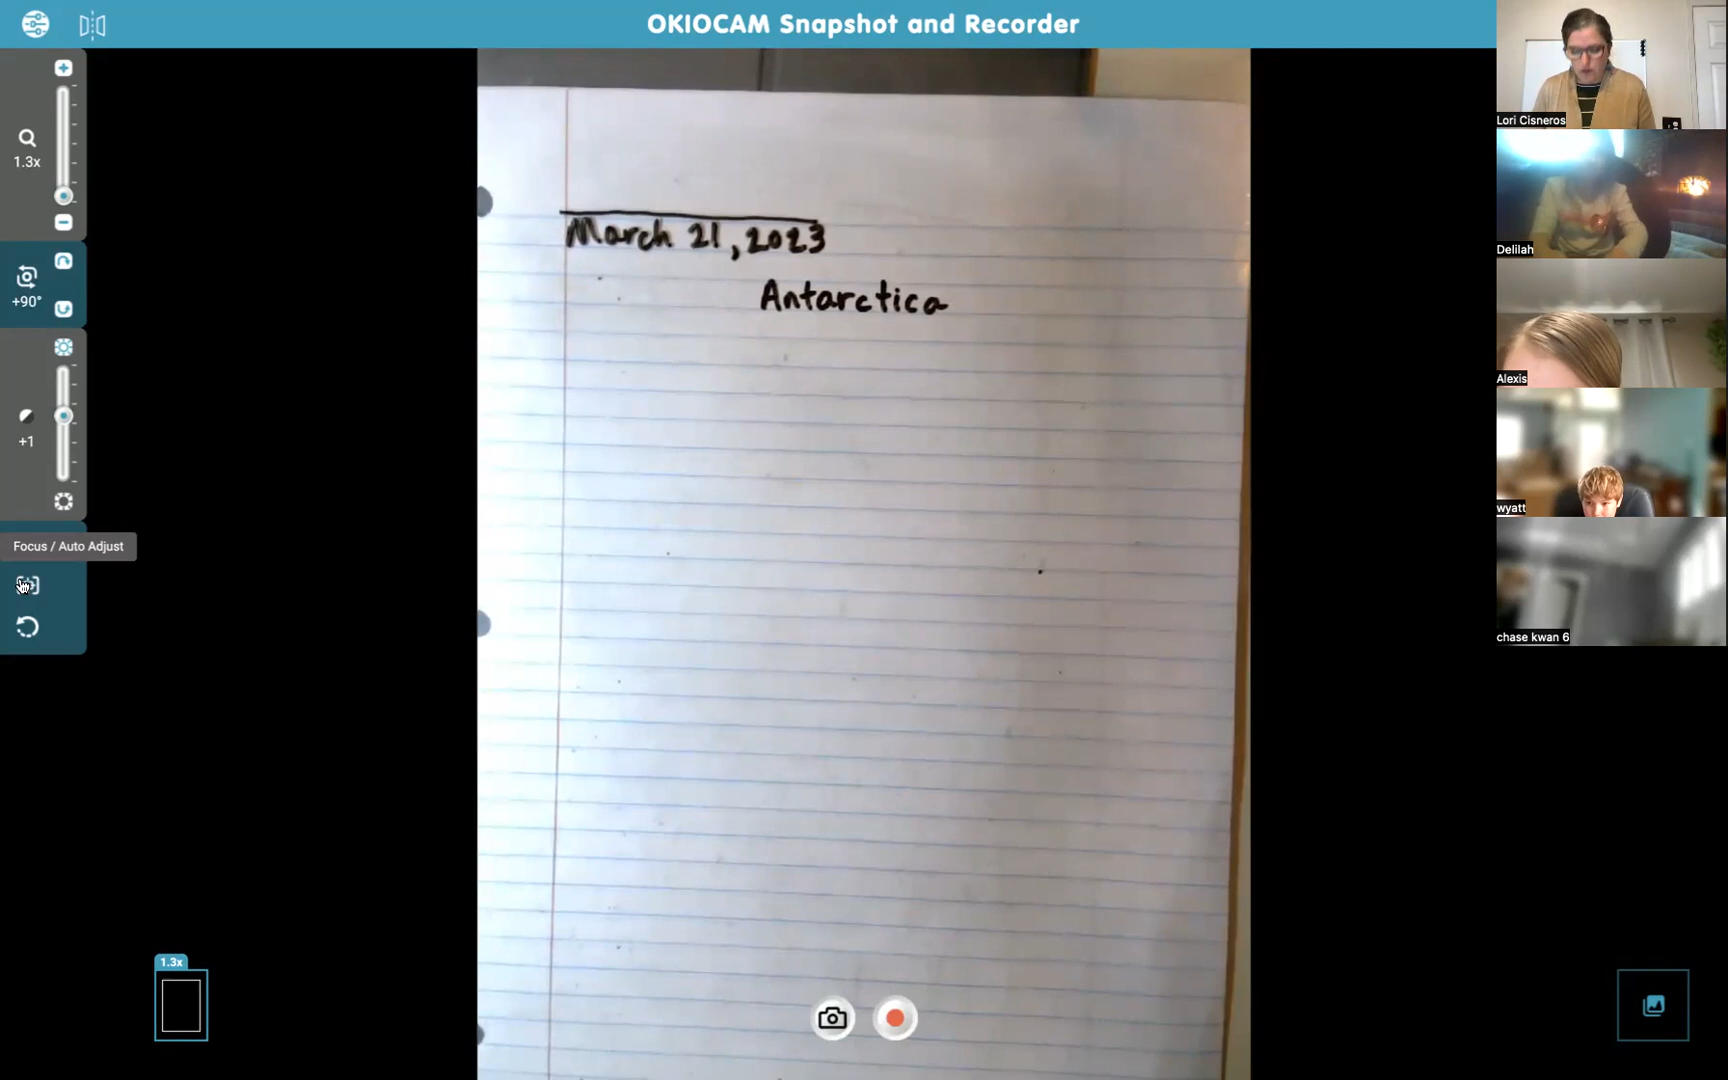 OKIOCAM Snapshot and Recorder
1.3x
+90°
+1
Focus / Auto Adjust
1.3x
March 21, 2023
Antarctica
Lori Cisneros
Delilah
Alexis
wyatt
chase kwan 6